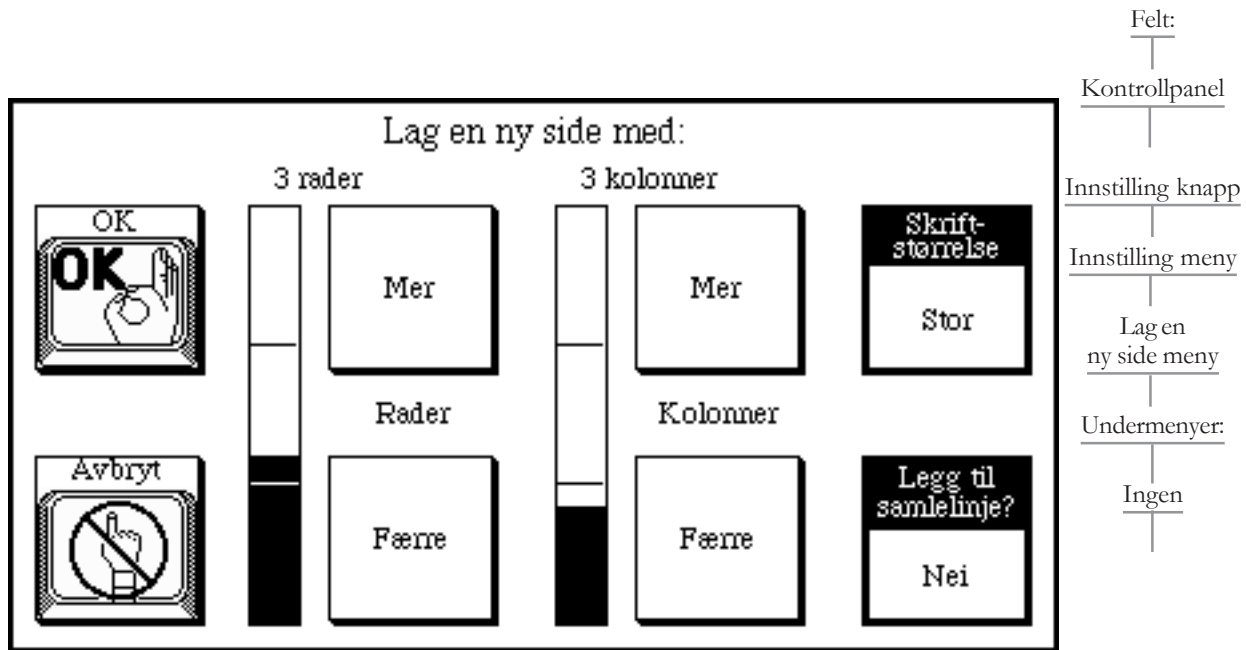 Lag en ny side med:
3 rader
3 kolonner
OK
OK
Mer
Mer
Skrift-
størrelse
Stor
Rader
Kolonner
Avbryt
Færre
Færre
Legg til
samlelinje?
Nei
Felt:
Kontrollpanel
Innstilling knapp
Innstilling meny
Lag en
ny side meny
Undermenyer:
Ingen